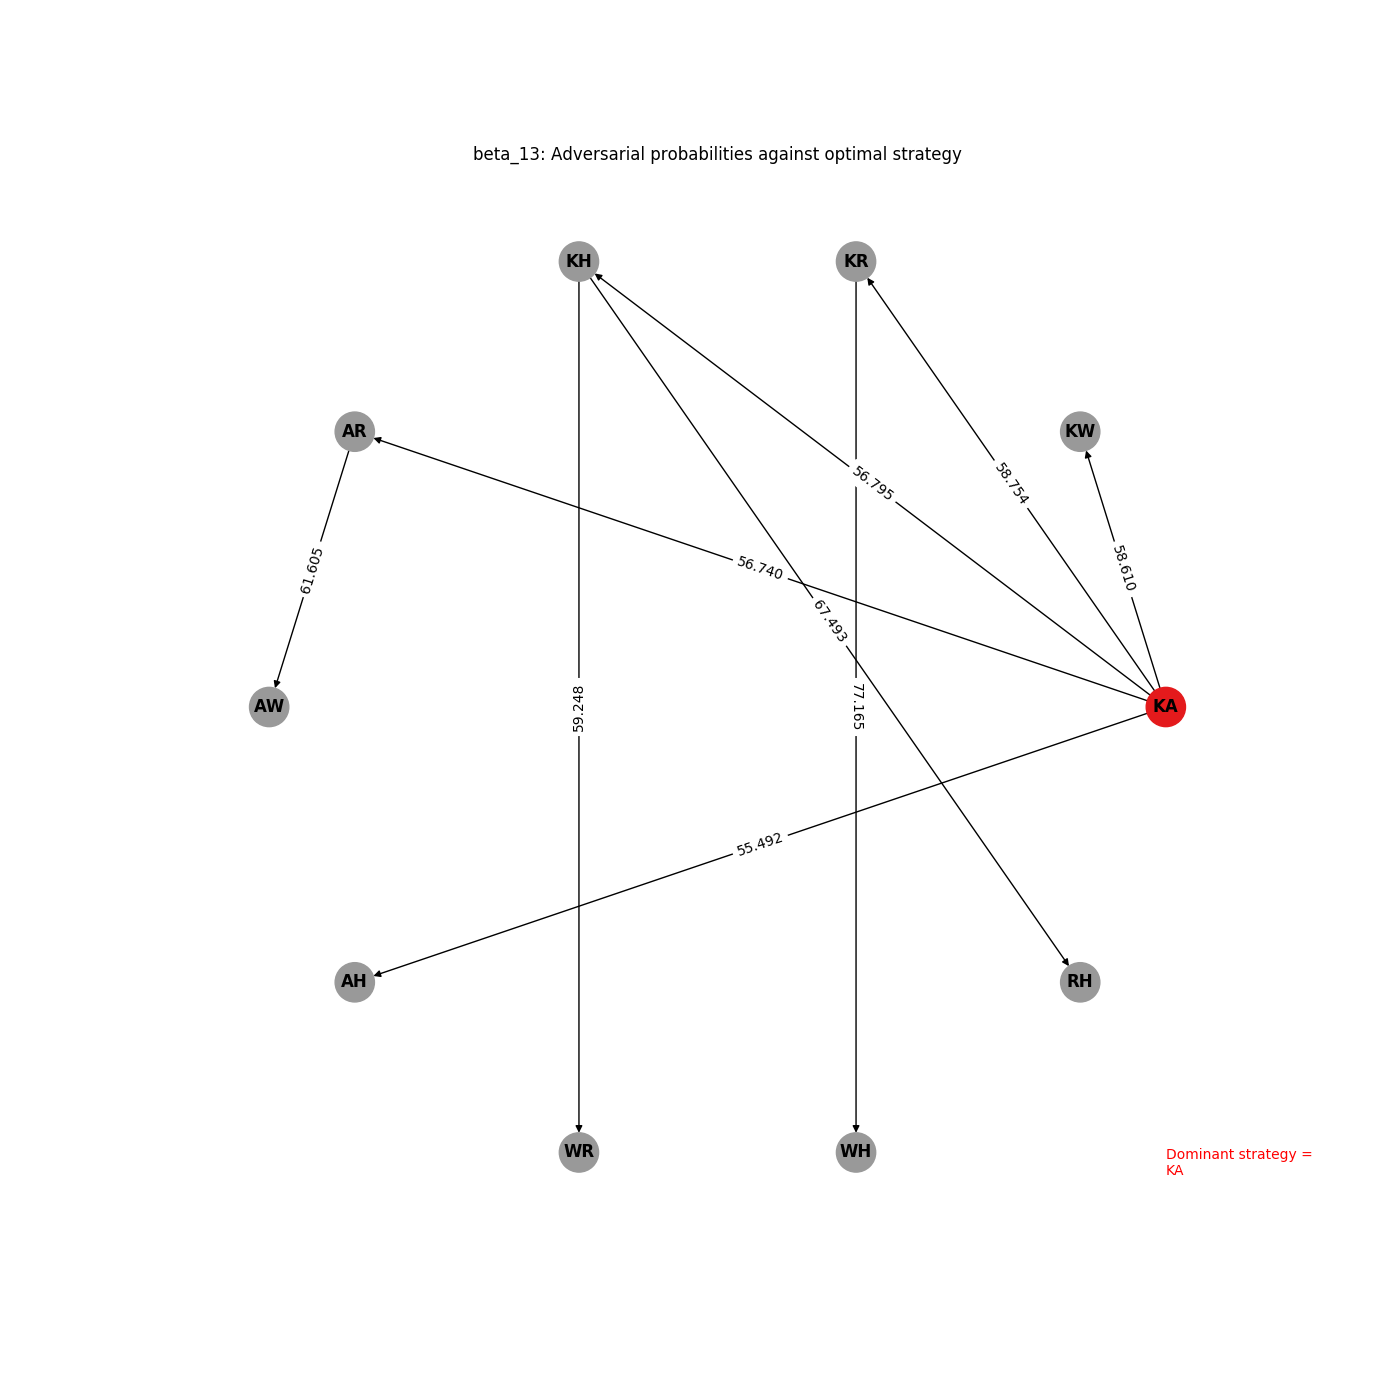 beta_13: Adversarial probabilities against optimal strategy
KH
KR
AR
KW
56.795
58.754
56.740
61.605
58.610
67.493
AW
59.248
77.165
KA
55.492
AH
RH
WR
WH
Dominant strategy =
KA